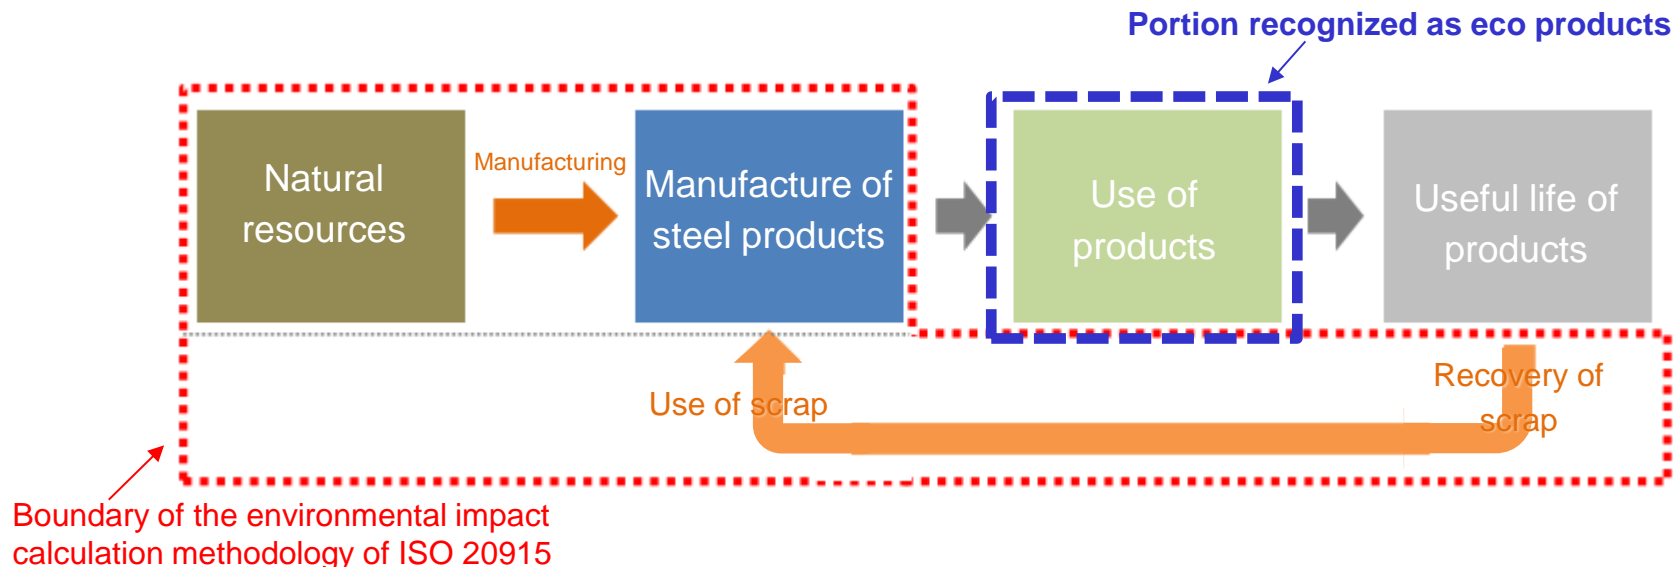 Portion recognized as eco products
Natural
resources
Manufacturing
Manufacture of
steel products
Use of
products
Useful life of
products
Use of scrap
Recovery of
scrap
Boundary of the environmental impact
calculation methodology of ISO 20915